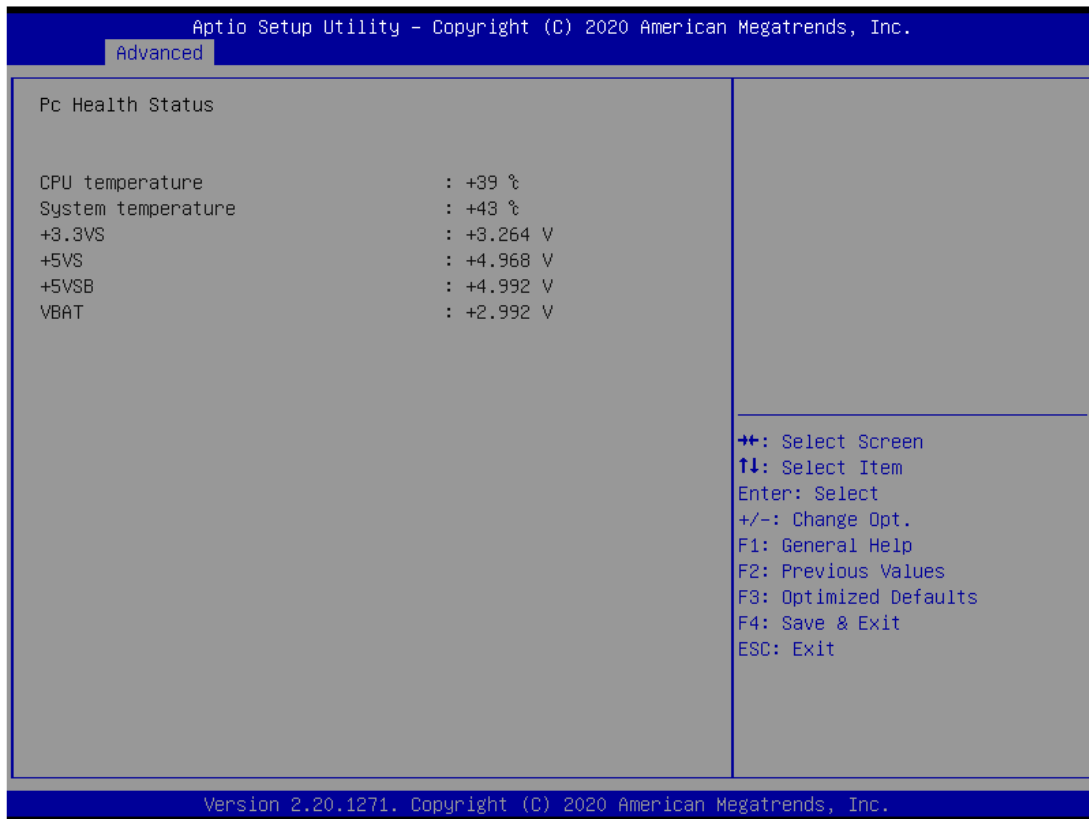 Aptio Setup Utility – Copyright (C) 2020 American Megatrends, Inc.
Advanced
Pc Health Status
CPU temperature : +39 ℃
System temperature : +43 ℃
+3.3VS : +3.264 V
+5VS : +4.968 V
+5VSB : +4.992 V
VBAT : +2.992 V
→←: Select Screen
↑↓: Select Item
Enter: Select
+/-: Change Opt.
F1: General Help
F2: Previous Values
F3: Optimized Defaults
F4: Save & Exit
ESC: Exit
Version 2.20.1271. Copyright (C) 2020 American Megatrends, Inc.